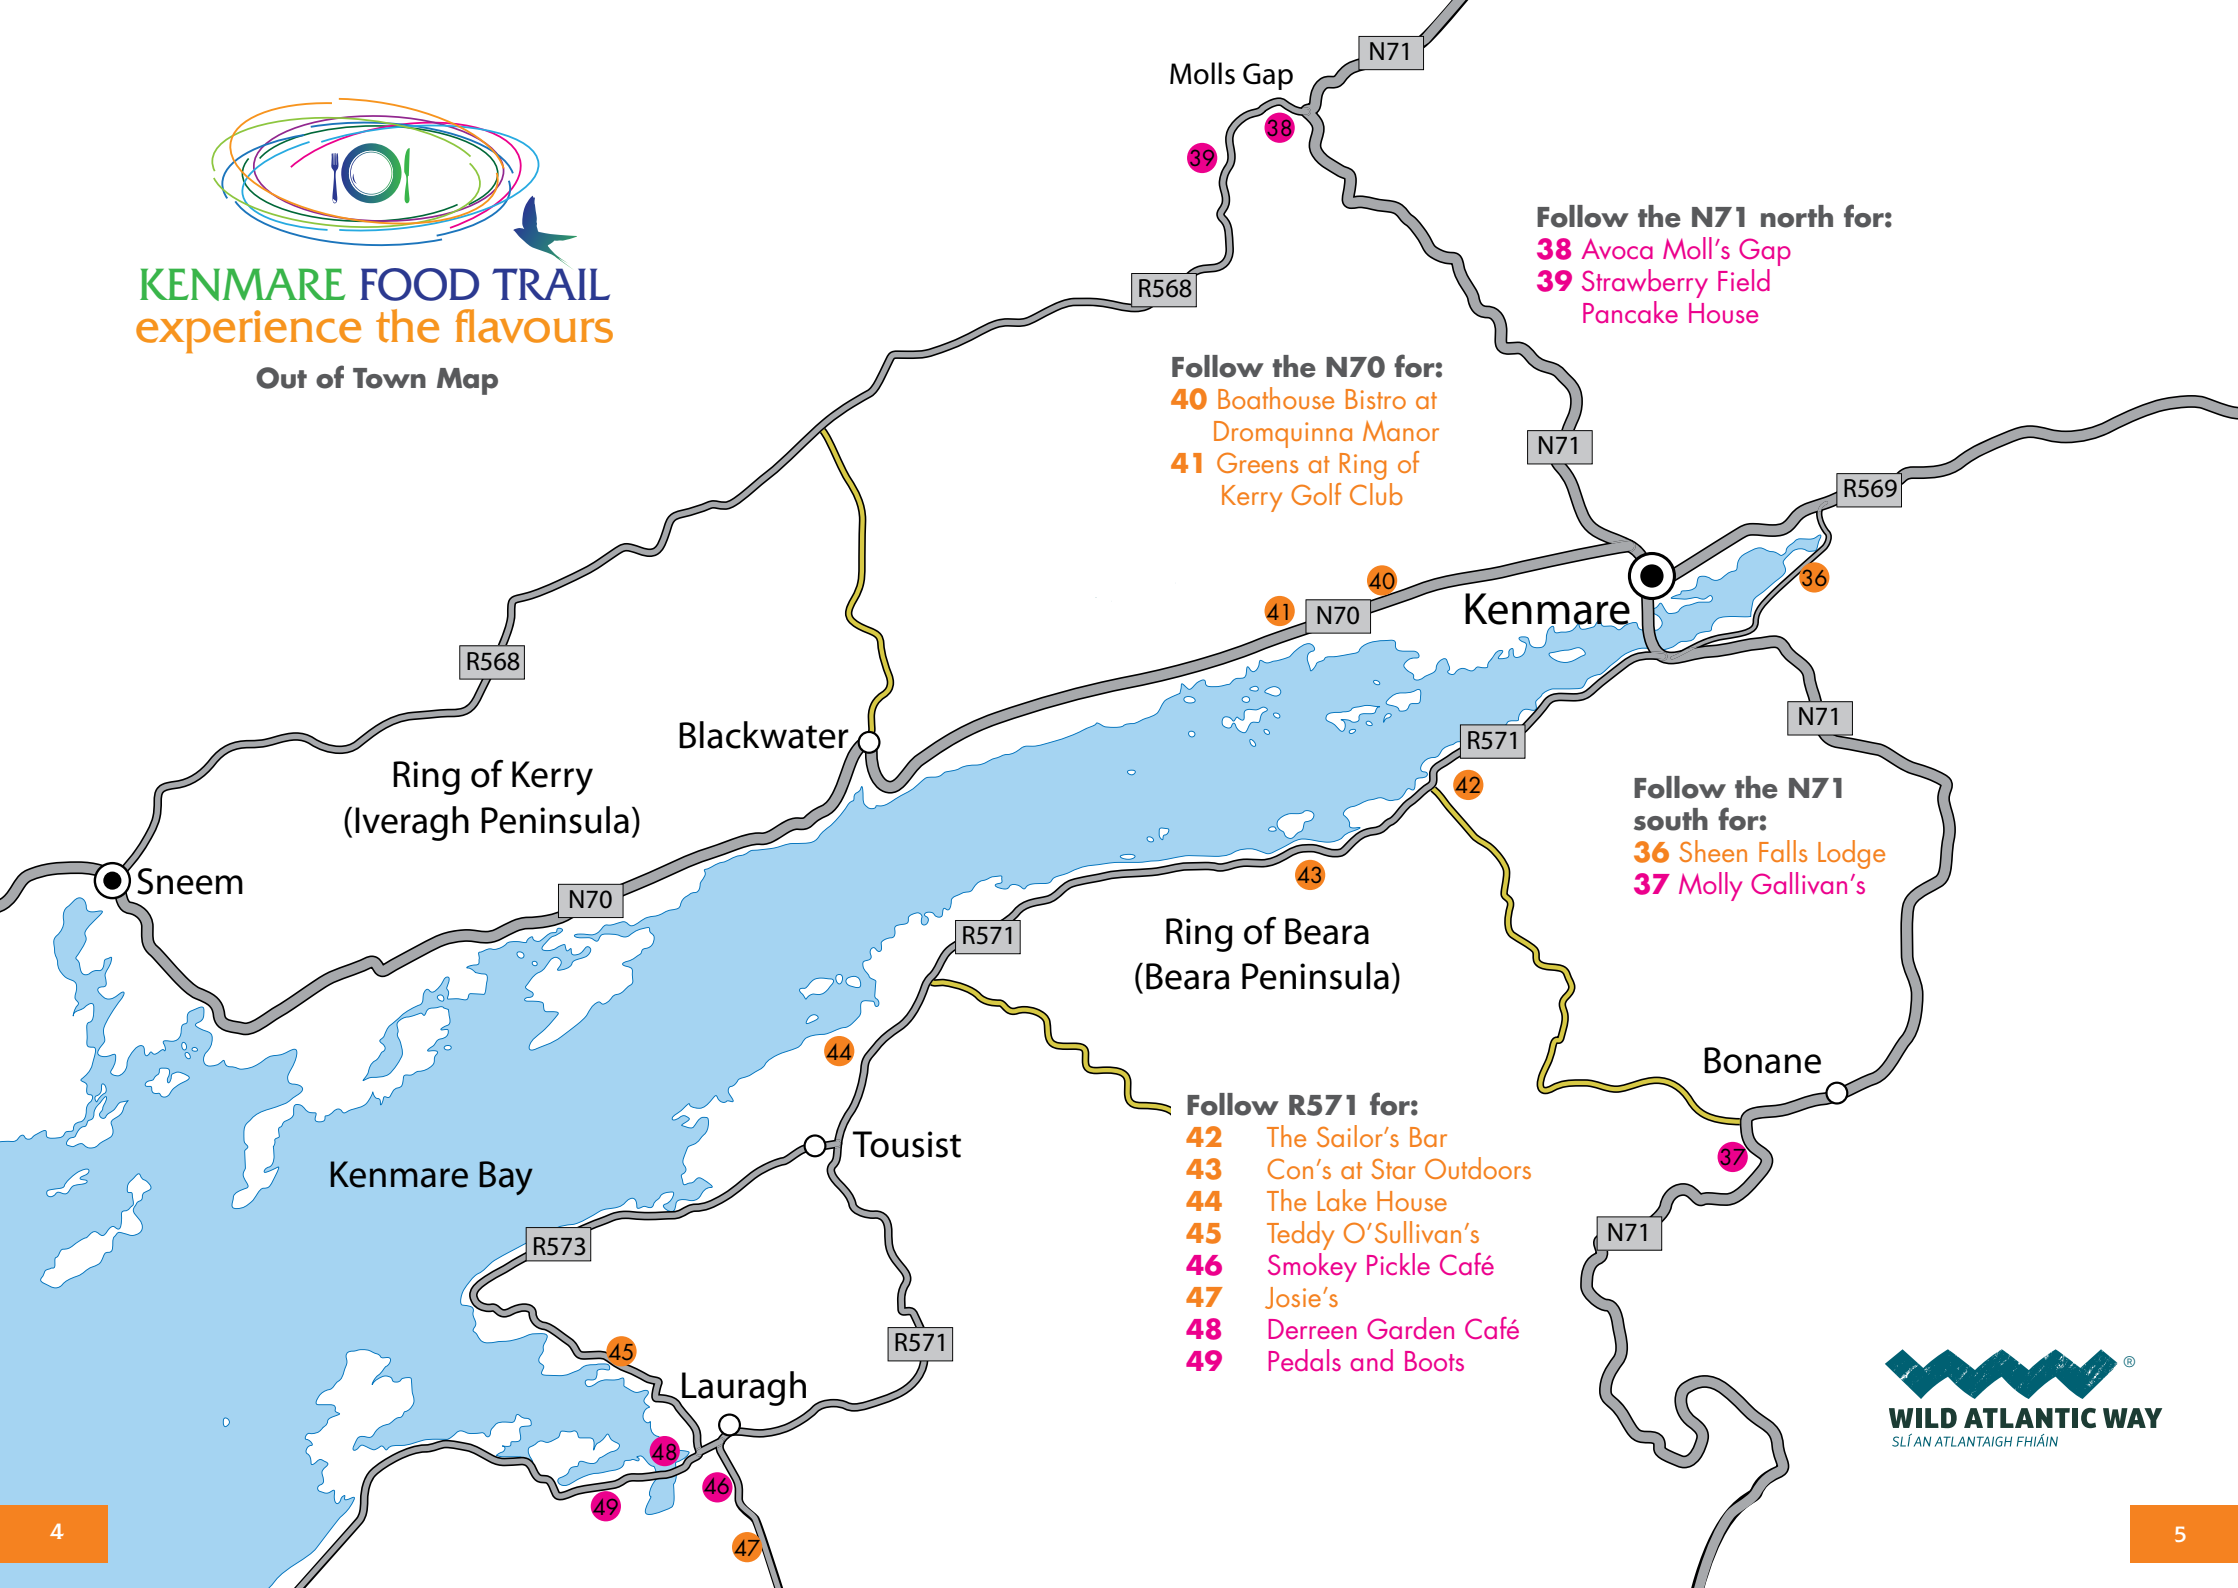 KENMARE FOOD TRAIL
experience the flavours
Out of Town Map
Molls Gap
N71
38
39
R568
Follow the N71 north for:
38 Avoca Moll's Gap
39 Strawberry Field
Pancake House
Follow the N70 for:
40 Boathouse Bistro at
Dromquinna Manor
41 Greens at Ring of
Kerry Golf Club
N71
R569
40
41
N70
Kenmare
36
R568
Blackwater
Ring of Kerry
(Iveragh Peninsula)
R571
42
N71
Follow the N71
south for:
36 Sheen Falls Lodge
37 Molly Gallivan's
Sneem
N70
43
R571
Ring of Beara
(Beara Peninsula)
44
Bonane
Tousist
Kenmare Bay
37
N71
R573
Follow R571 for:
42 The Sailor's Bar
43 Con's at Star Outdoors
44 The Lake House
45 Teddy O'Sullivan's
46 Smokey Pickle Café
47 Josie's
48 Derreen Garden Café
49 Pedals and Boots
R571
45
Lauragh
48
46
49
47
WILD ATLANTIC WAY
®
SLÍ AN ATLANTAIGH FHIÁIN
4
5